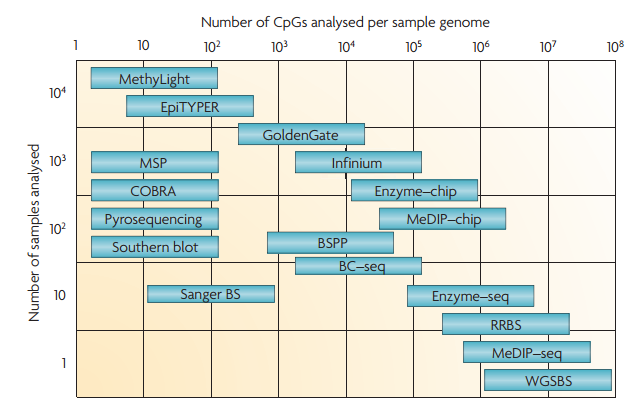 Number of CpGs analysed per sample genome
1 10 10² 10³ 10⁴ 10⁵ 10⁶ 10⁷ 10⁸
Number of samples analysed
10⁴
10³
10²
10
1
MethyLight
EpiTYPER
GoldenGate
MSP
Infinium
COBRA
Enzyme–chip
Pyrosequencing
MeDIP–chip
Southern blot
BSPP
BC–seq
Sanger BS
Enzyme–seq
RRBS
MeDIP–seq
WGSBS